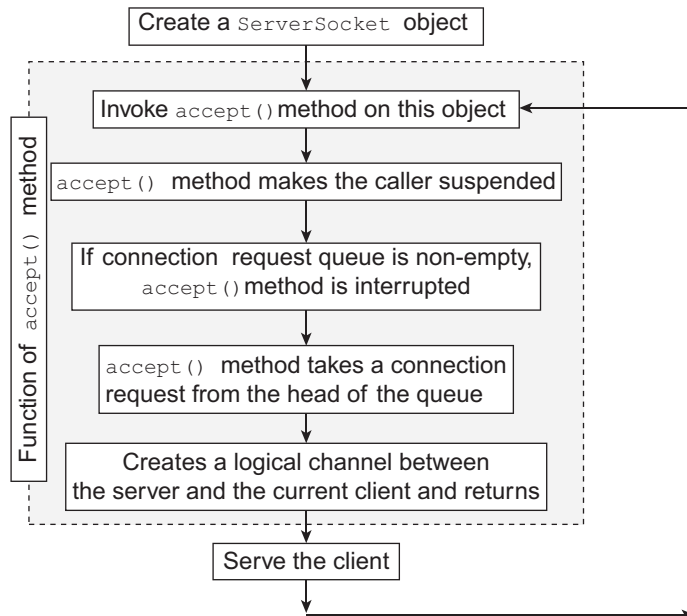 Create a ServerSocket object
Invoke accept() method on this object
accept() method makes the caller suspended
If connection request queue is non-empty,
accept() method is interrupted
accept() method takes a connection
request from the head of the queue
Creates a logical channel between
the server and the current client and returns
Serve the client
Function of accept() method